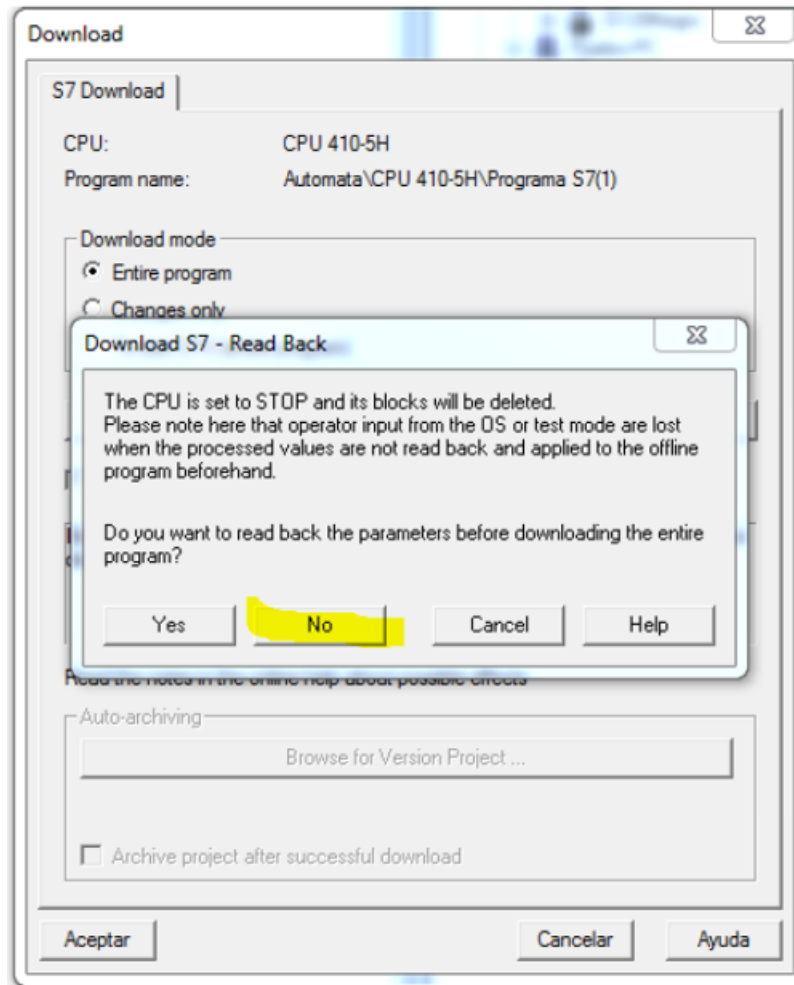 Download
S7 Download
CPU: CPU 410-5H
Program name: Automata\CPU 410-5H\Programa S7(1)
Download mode
Entire program
Changes only
Download S7 - Read Back
The CPU is set to STOP and its blocks will be deleted.
Please note here that operator input from the OS or test mode are lost
when the processed values are not read back and applied to the offline
program beforehand.
Do you want to read back the parameters before downloading the entire
program?
Yes No Cancel Help
Read the notes in the online help about possible effects
Auto-archiving
Browse for Version Project ...
Archive project after successful download
Aceptar Cancelar Ayuda